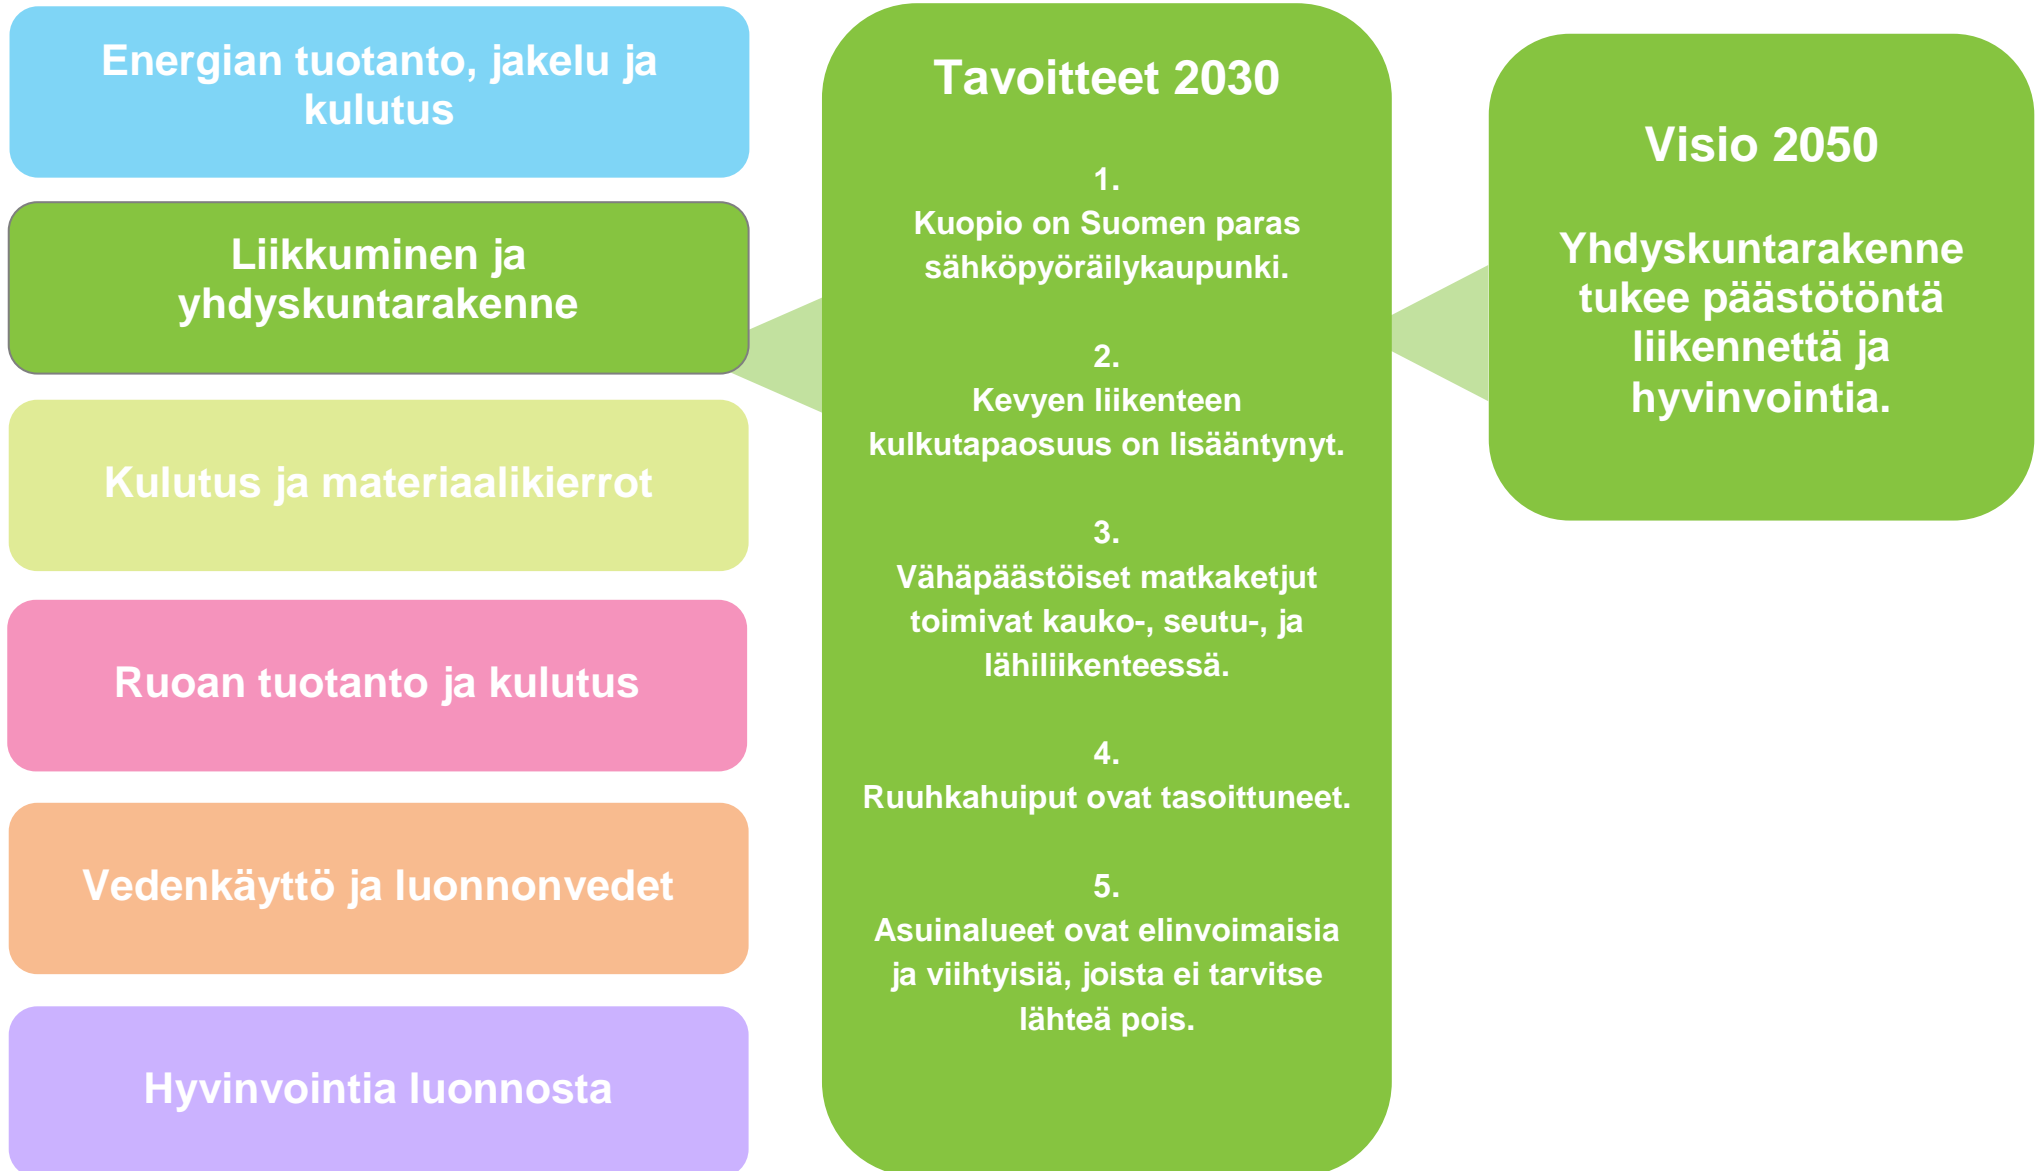 Energian tuotanto, jakelu ja
kulutus
Liikkuminen ja
yhdyskuntarakenne
Kulutus ja materiaalikierrot
Ruoan tuotanto ja kulutus
Vedenkäyttö ja luonnonvedet
Hyvinvointia luonnosta
Tavoitteet 2030
1.
Kuopio on Suomen paras
sähköpyöräilykaupunki.
2.
Kevyen liikenteen
kulkutapaosuus on lisääntynyt.
3.
Vähäpäästöiset matkaketjut
toimivat kauko-, seutu-, ja
lähiliikenteessä.
4.
Ruuhkahuiput ovat tasoittuneet.
5.
Asuinalueet ovat elinvoimaisia
ja viihtyisiä, joista ei tarvitse
lähteä pois.
Visio 2050
Yhdyskuntarakenne
tukee päästötöntä
liikennettä ja
hyvinvointia.